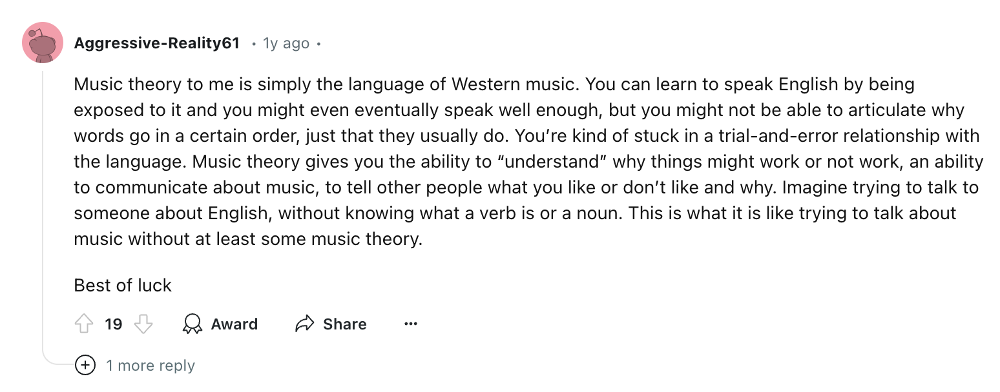 Aggressive-Reality61 • 1y ago •
Music theory to me is simply the language of Western music. You can learn to speak English by being
exposed to it and you might even eventually speak well enough, but you might not be able to articulate why
words go in a certain order, just that they usually do. You’re kind of stuck in a trial-and-error relationship with
the language. Music theory gives you the ability to “understand” why things might work or not work, an ability
to communicate about music, to tell other people what you like or don’t like and why. Imagine trying to talk to
someone about English, without knowing what a verb is or a noun. This is what it is like trying to talk about
music without at least some music theory.
Best of luck
19 Award Share ...
1 more reply